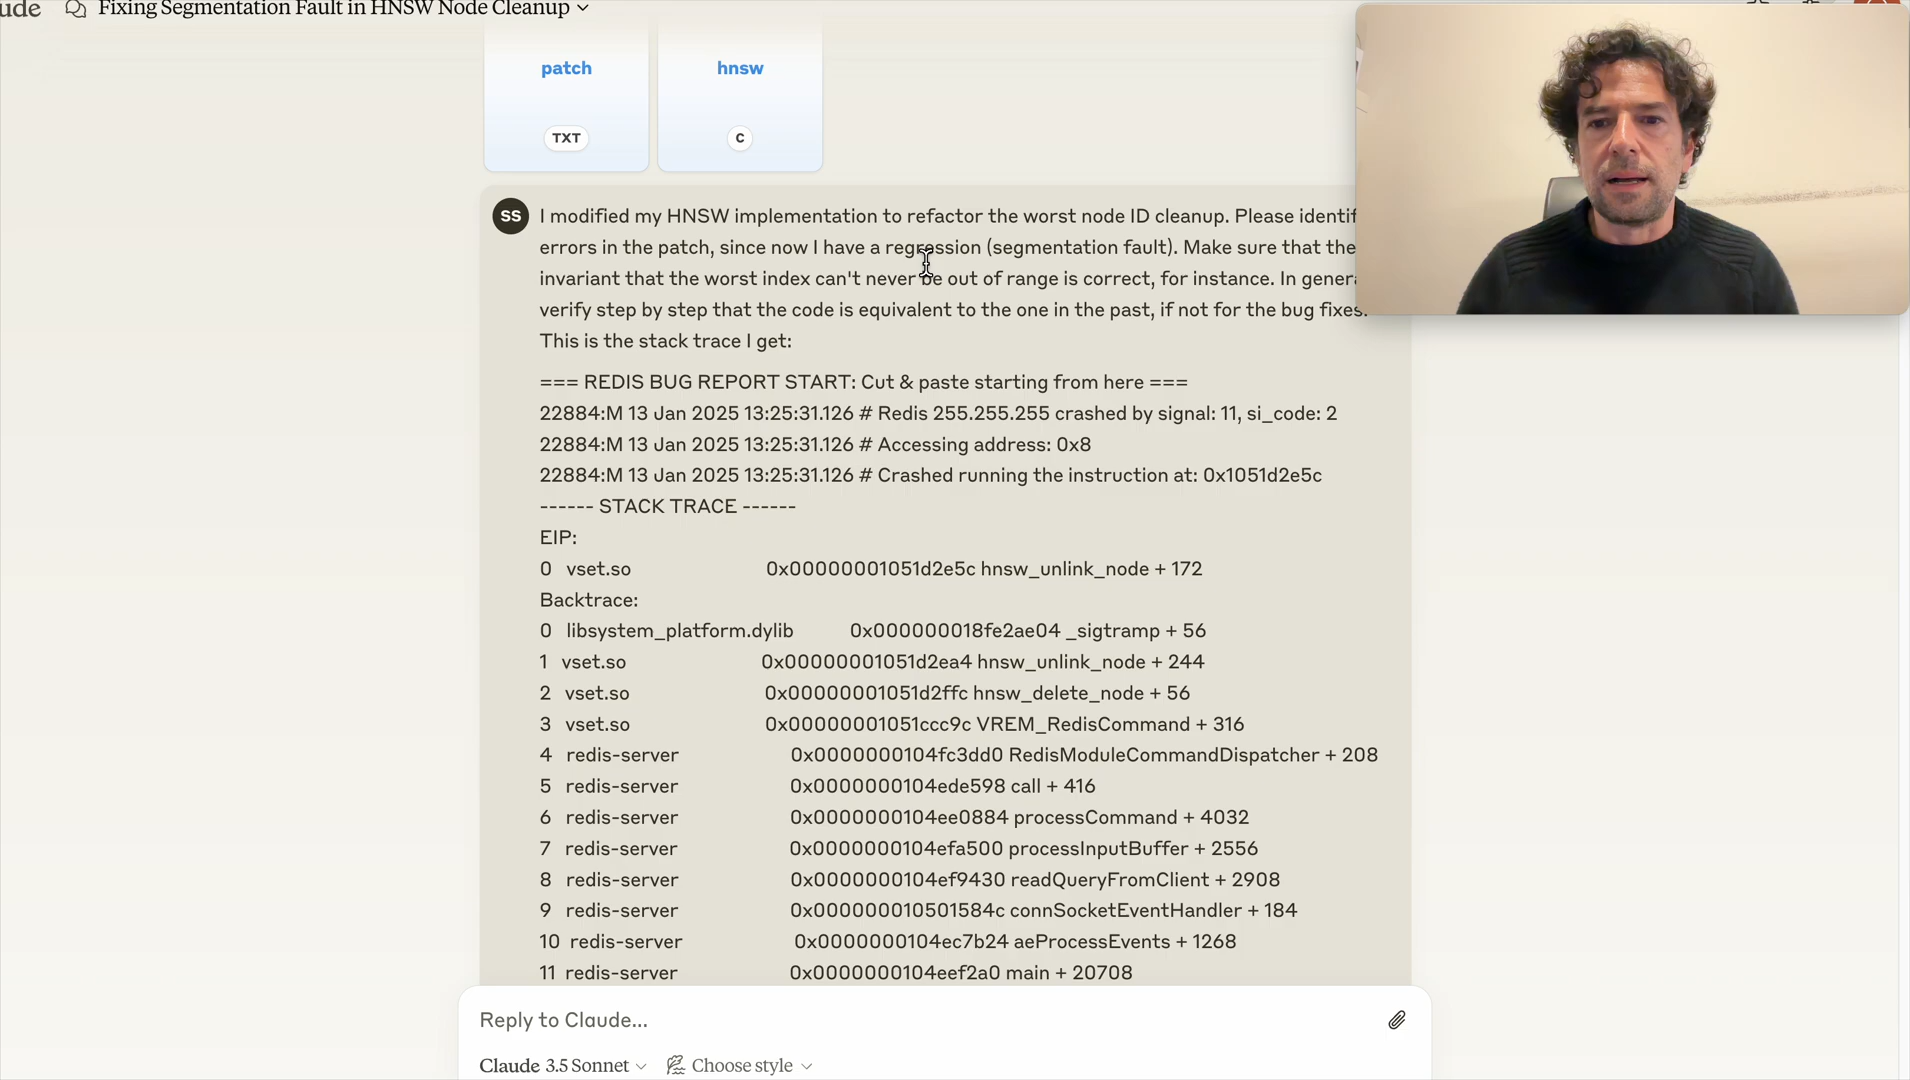 Fixing Segmentation Fault in HNSW Node Cleanup
patch
hnsw
TXT
C
SS
I modified my HNSW implementation to refactor the worst node ID cleanup. Please
errors in the patch, since now I have a regression (segmentation fault). Make sure that the
invariant that the worst index can't never be out of range is correct, for instance. In
verify step by step that the code is equivalent to the one in the past, if not for the bug fixes.
This is the stack trace I get:
=== REDIS BUG REPORT START: Cut & paste starting from here ===
22884:M 13 Jan 2025 13:25:31.126 # Redis 255.255.255 crashed by signal: 11, si_code: 2
22884:M 13 Jan 2025 13:25:31.126 # Accessing address: 0x8
22884:M 13 Jan 2025 13:25:31.126 # Crashed running the instruction at: 0x1051d2e5c
------ STACK TRACE ------
EIP:
0 vset.so 0x00000001051d2e5c hnsw_unlink_node + 172
Backtrace:
0 libsystem_platform.dylib 0x000000018fe2ae04 _sigtramp + 56
1 vset.so 0x00000001051d2ea4 hnsw_unlink_node + 244
2 vset.so 0x00000001051d2ffc hnsw_delete_node + 56
3 vset.so 0x00000001051ccc9c VREM_RedisCommand + 316
4 redis-server 0x0000000104fc3dd0 RedisModuleCommandDispatcher + 208
5 redis-server 0x0000000104ede598 call + 416
6 redis-server 0x0000000104ee0884 processCommand + 4032
7 redis-server 0x0000000104efa500 processInputBuffer + 2556
8 redis-server 0x0000000104ef9430 readQueryFromClient + 2908
9 redis-server 0x000000010501584c connSocketEventHandler + 184
10 redis-server 0x0000000104ec7b24 aeProcessEvents + 1268
11 redis-server 0x0000000104eef2a0 main + 20708
Reply to Claude...
Claude 3.5 Sonnet
Choose style